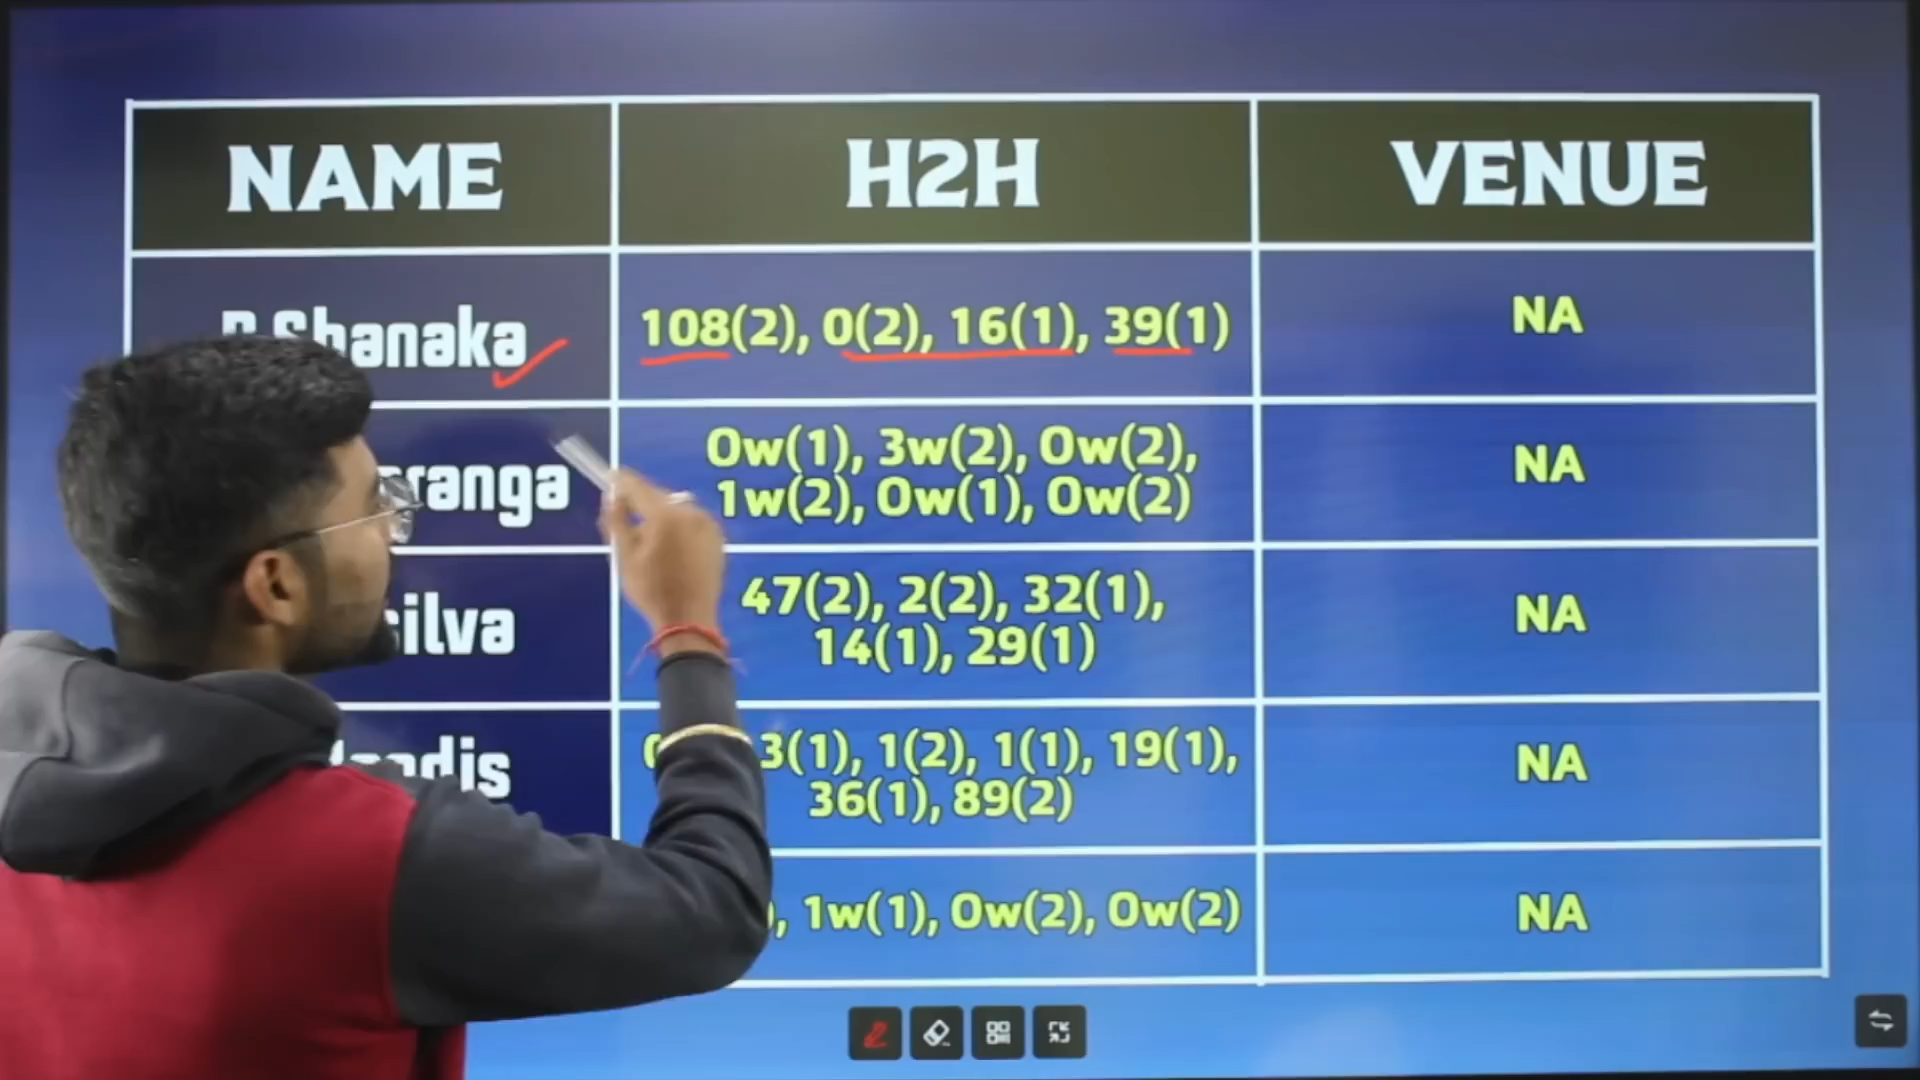 NAME H2H VENUE
Shanaka 108(2), 0(2), 16(1), 39(1) NA
0w(1), 3w(2), 0w(2),
1w(2), 0w(1), 0w(2) NA
47(2), 2(2), 32(1),
14(1), 29(1) NA
3(1), 1(2), 1(1), 19(1),
36(1), 89(2) NA
1w(1), 0w(2), 0w(2) NA